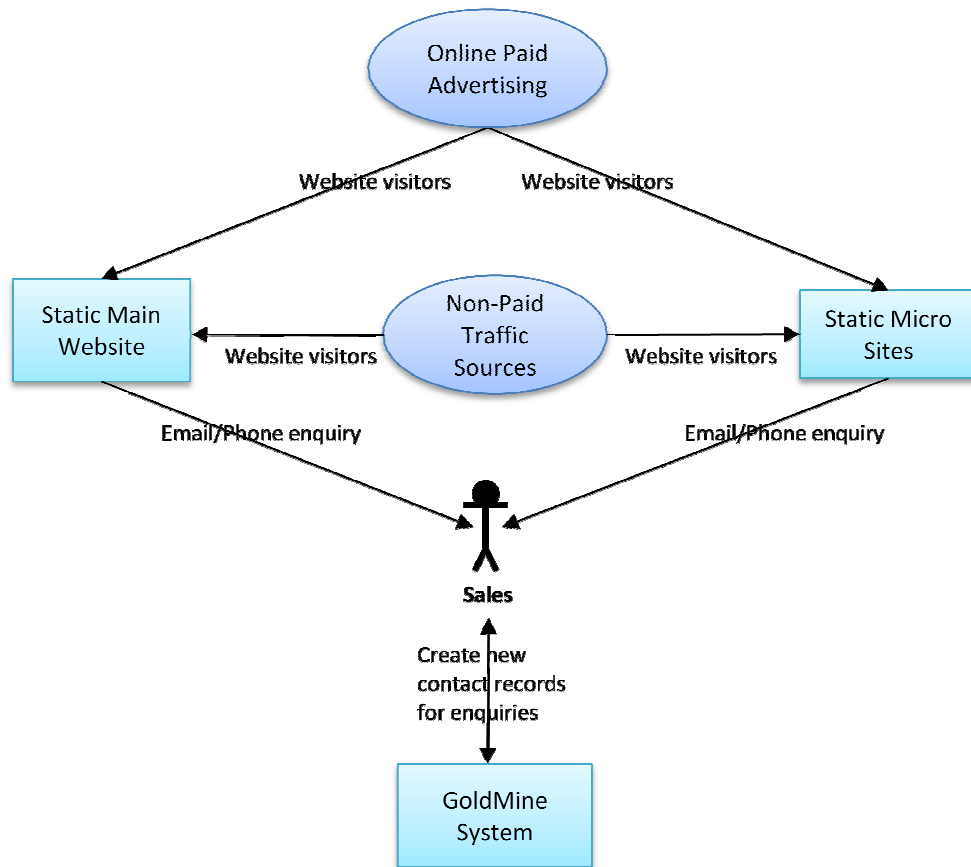 Online Paid
Advertising
Website visitors
Website visitors
Static Main
Website
Non-Paid
Traffic
Sources
Static Micro
Sites
Website visitors
Website visitors
Email/Phone enquiry
Email/Phone enquiry
Sales
Create new
contact records
for enquiries
GoldMine
System